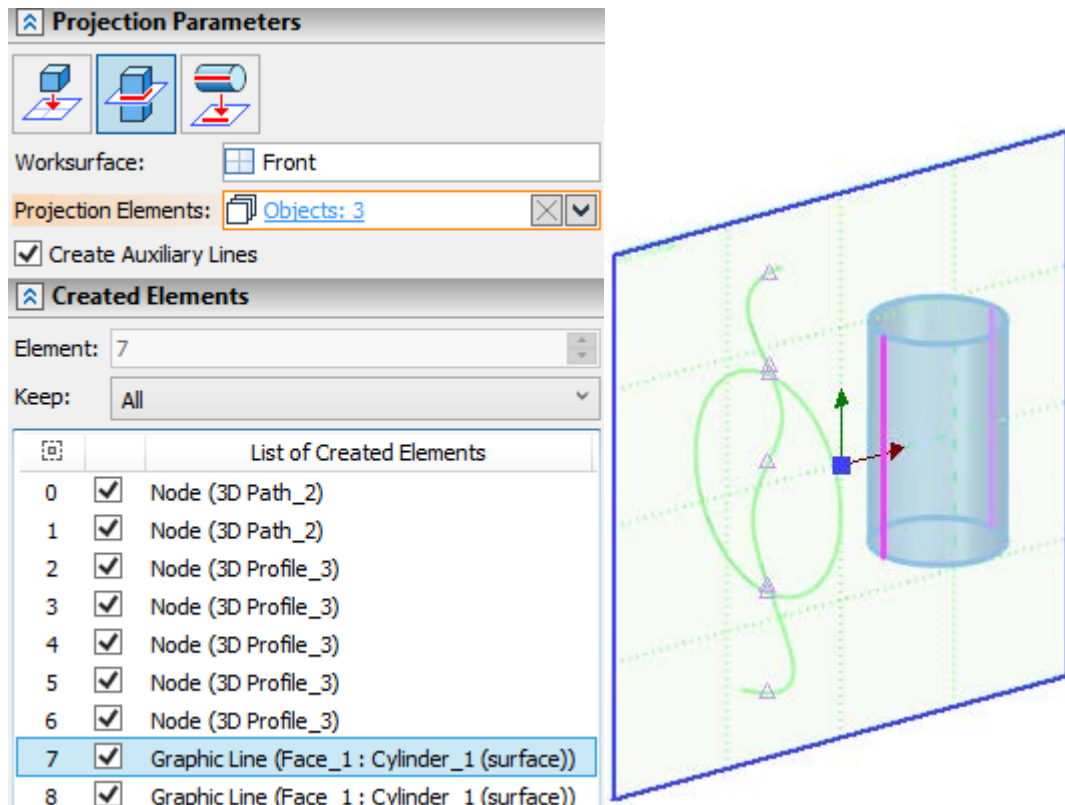 Projection Parameters
Worksurface: Front
Projection Elements: Objects: 3
Create Auxiliary Lines
Created Elements
Element: 7
Keep: All
List of Created Elements
0 Node (3D Path_2)
1 Node (3D Path_2)
2 Node (3D Profile_3)
3 Node (3D Profile_3)
4 Node (3D Profile_3)
5 Node (3D Profile_3)
6 Node (3D Profile_3)
7 Graphic Line (Face_1 : Cylinder_1 (surface))
8 Graphic Line (Face_1 : Cylinder_1 (surface))